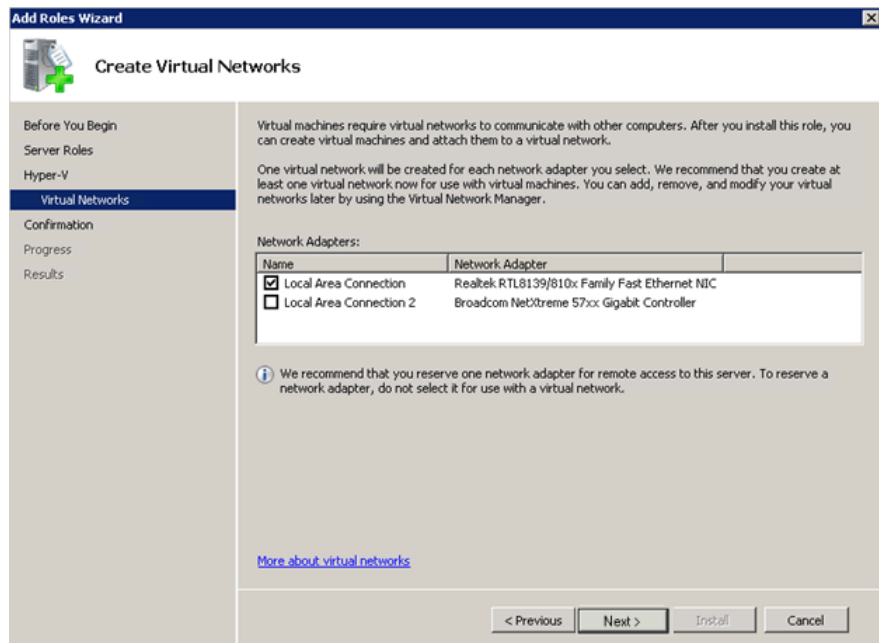 Add Roles Wizard
Create Virtual Networks
Before You Begin
Server Roles
Hyper-V
Virtual Networks
Confirmation
Progress
Results
Virtual machines require virtual networks to communicate with other computers. After you install this role, you
can create virtual machines and attach them to a virtual network.
One virtual network will be created for each network adapter you select. We recommend that you create at
least one virtual network now for use with virtual machines. You can add, remove, and modify your virtual
networks later by using the Virtual Network Manager.
Network Adapters:
Name Network Adapter
Local Area Connection Realtek RTL8139/810x Family Fast Ethernet NIC
Local Area Connection 2 Broadcom NetXtreme 57xx Gigabit Controller
We recommend that you reserve one network adapter for remote access to this server. To reserve a
network adapter, do not select it for use with a virtual network.
More about virtual networks
< Previous Next > Install Cancel